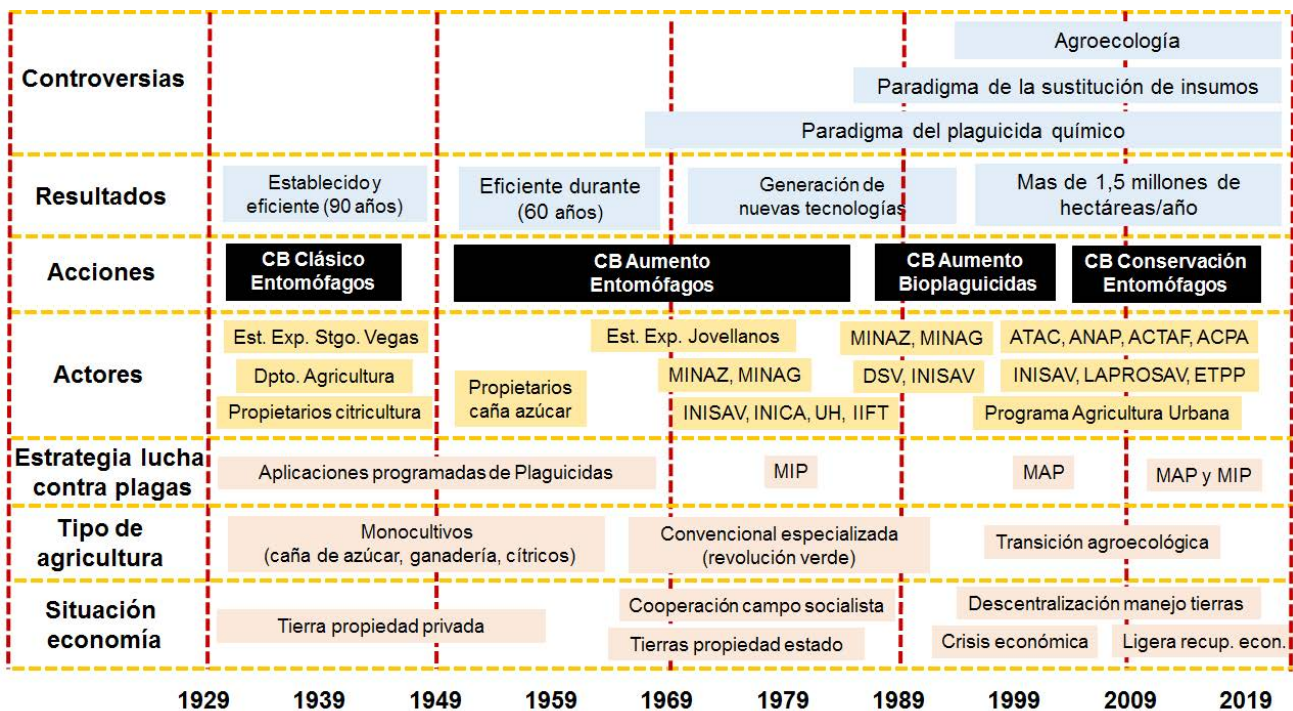 Controversias
Agroecología
Paradigma de la sustitución de insumos
Paradigma del plaguicida químico
Resultados
Establecido y
eficiente (90 años)
Eficiente durante
(60 años)
Generación de
nuevas tecnologías
Mas de 1,5 millones de
hectáreas/año
Acciones
CB Clásico
Entomófagos
CB Aumento
Entomófagos
CB Aumento
Bioplaguicidas
CB Conservación
Entomófagos
Actores
Est. Exp. Stgo. Vegas
Dpto. Agricultura
Propietarios citricultura
Propietarios
caña azúcar
Est. Exp. Jovellanos
MINAZ, MINAG
INISAV, INICA, UH, IIFT
MINAZ, MINAG
DSV, INISAV
ATAC, ANAP, ACTAF, ACPA
INISAV, LAPROSAV, ETPP
Programa Agricultura Urbana
Estrategia lucha
contra plagas
Aplicaciones programadas de Plaguicidas
MIP
MAP
MAP y MIP
Tipo de
agricultura
Monocultivos
(caña de azúcar, ganadería, cítricos)
Convencional especializada
(revolución verde)
Transición agroecológica
Situación
economía
Tierra propiedad privada
Cooperación campo socialista
Tierras propiedad estado
Descentralización manejo tierras
Crisis económica
Ligera recup. econ.
1929 1939 1949 1959 1969 1979 1989 1999 2009 2019